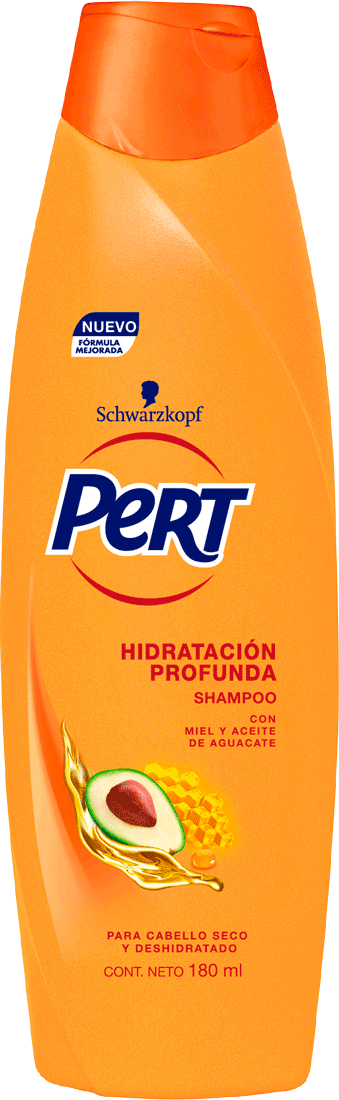 NUEVO
FÓRMULA
MEJORADA
Schwarzkopf
PERT
HIDRATACIÓN
PROFUNDA
SHAMPOO
CON
MIEL Y ACEITE
DE AGUACATE
PARA CABELLO SECO
Y DESHIDRATADO
CONT. NETO 180 ml